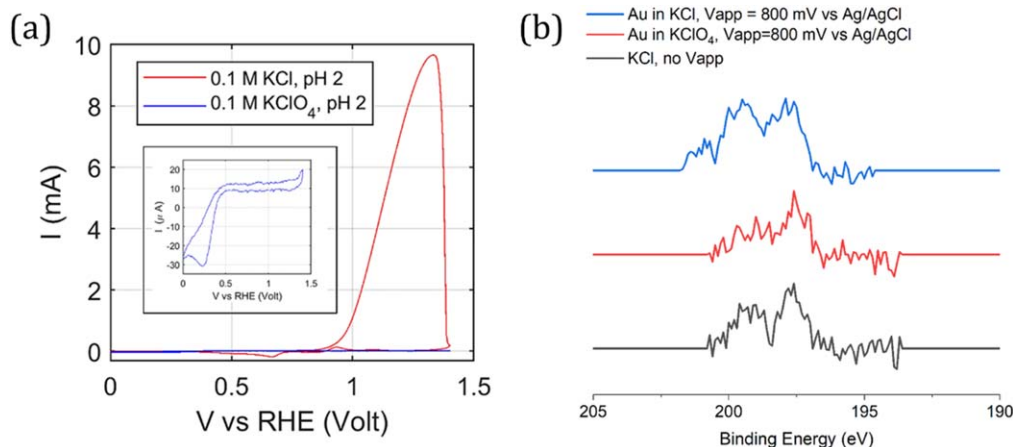 (a)
10
8
6
4
2
0
I (mA)
0.1 M KCl, pH 2
0.1 M KClO4, pH 2
20
10
0
-10
-20
-30
I (μ A)
0 0.5 1.0 1.5
V vs RHE (Volt)
0 0.5 1 1.5
V vs RHE (Volt)
(b)
Au in KCl, Vapp = 800 mV vs Ag/AgCl
Au in KClO4, Vapp=800 mV vs Ag/AgCl
KCl, no Vapp
205 200 195 190
Binding Energy (eV)